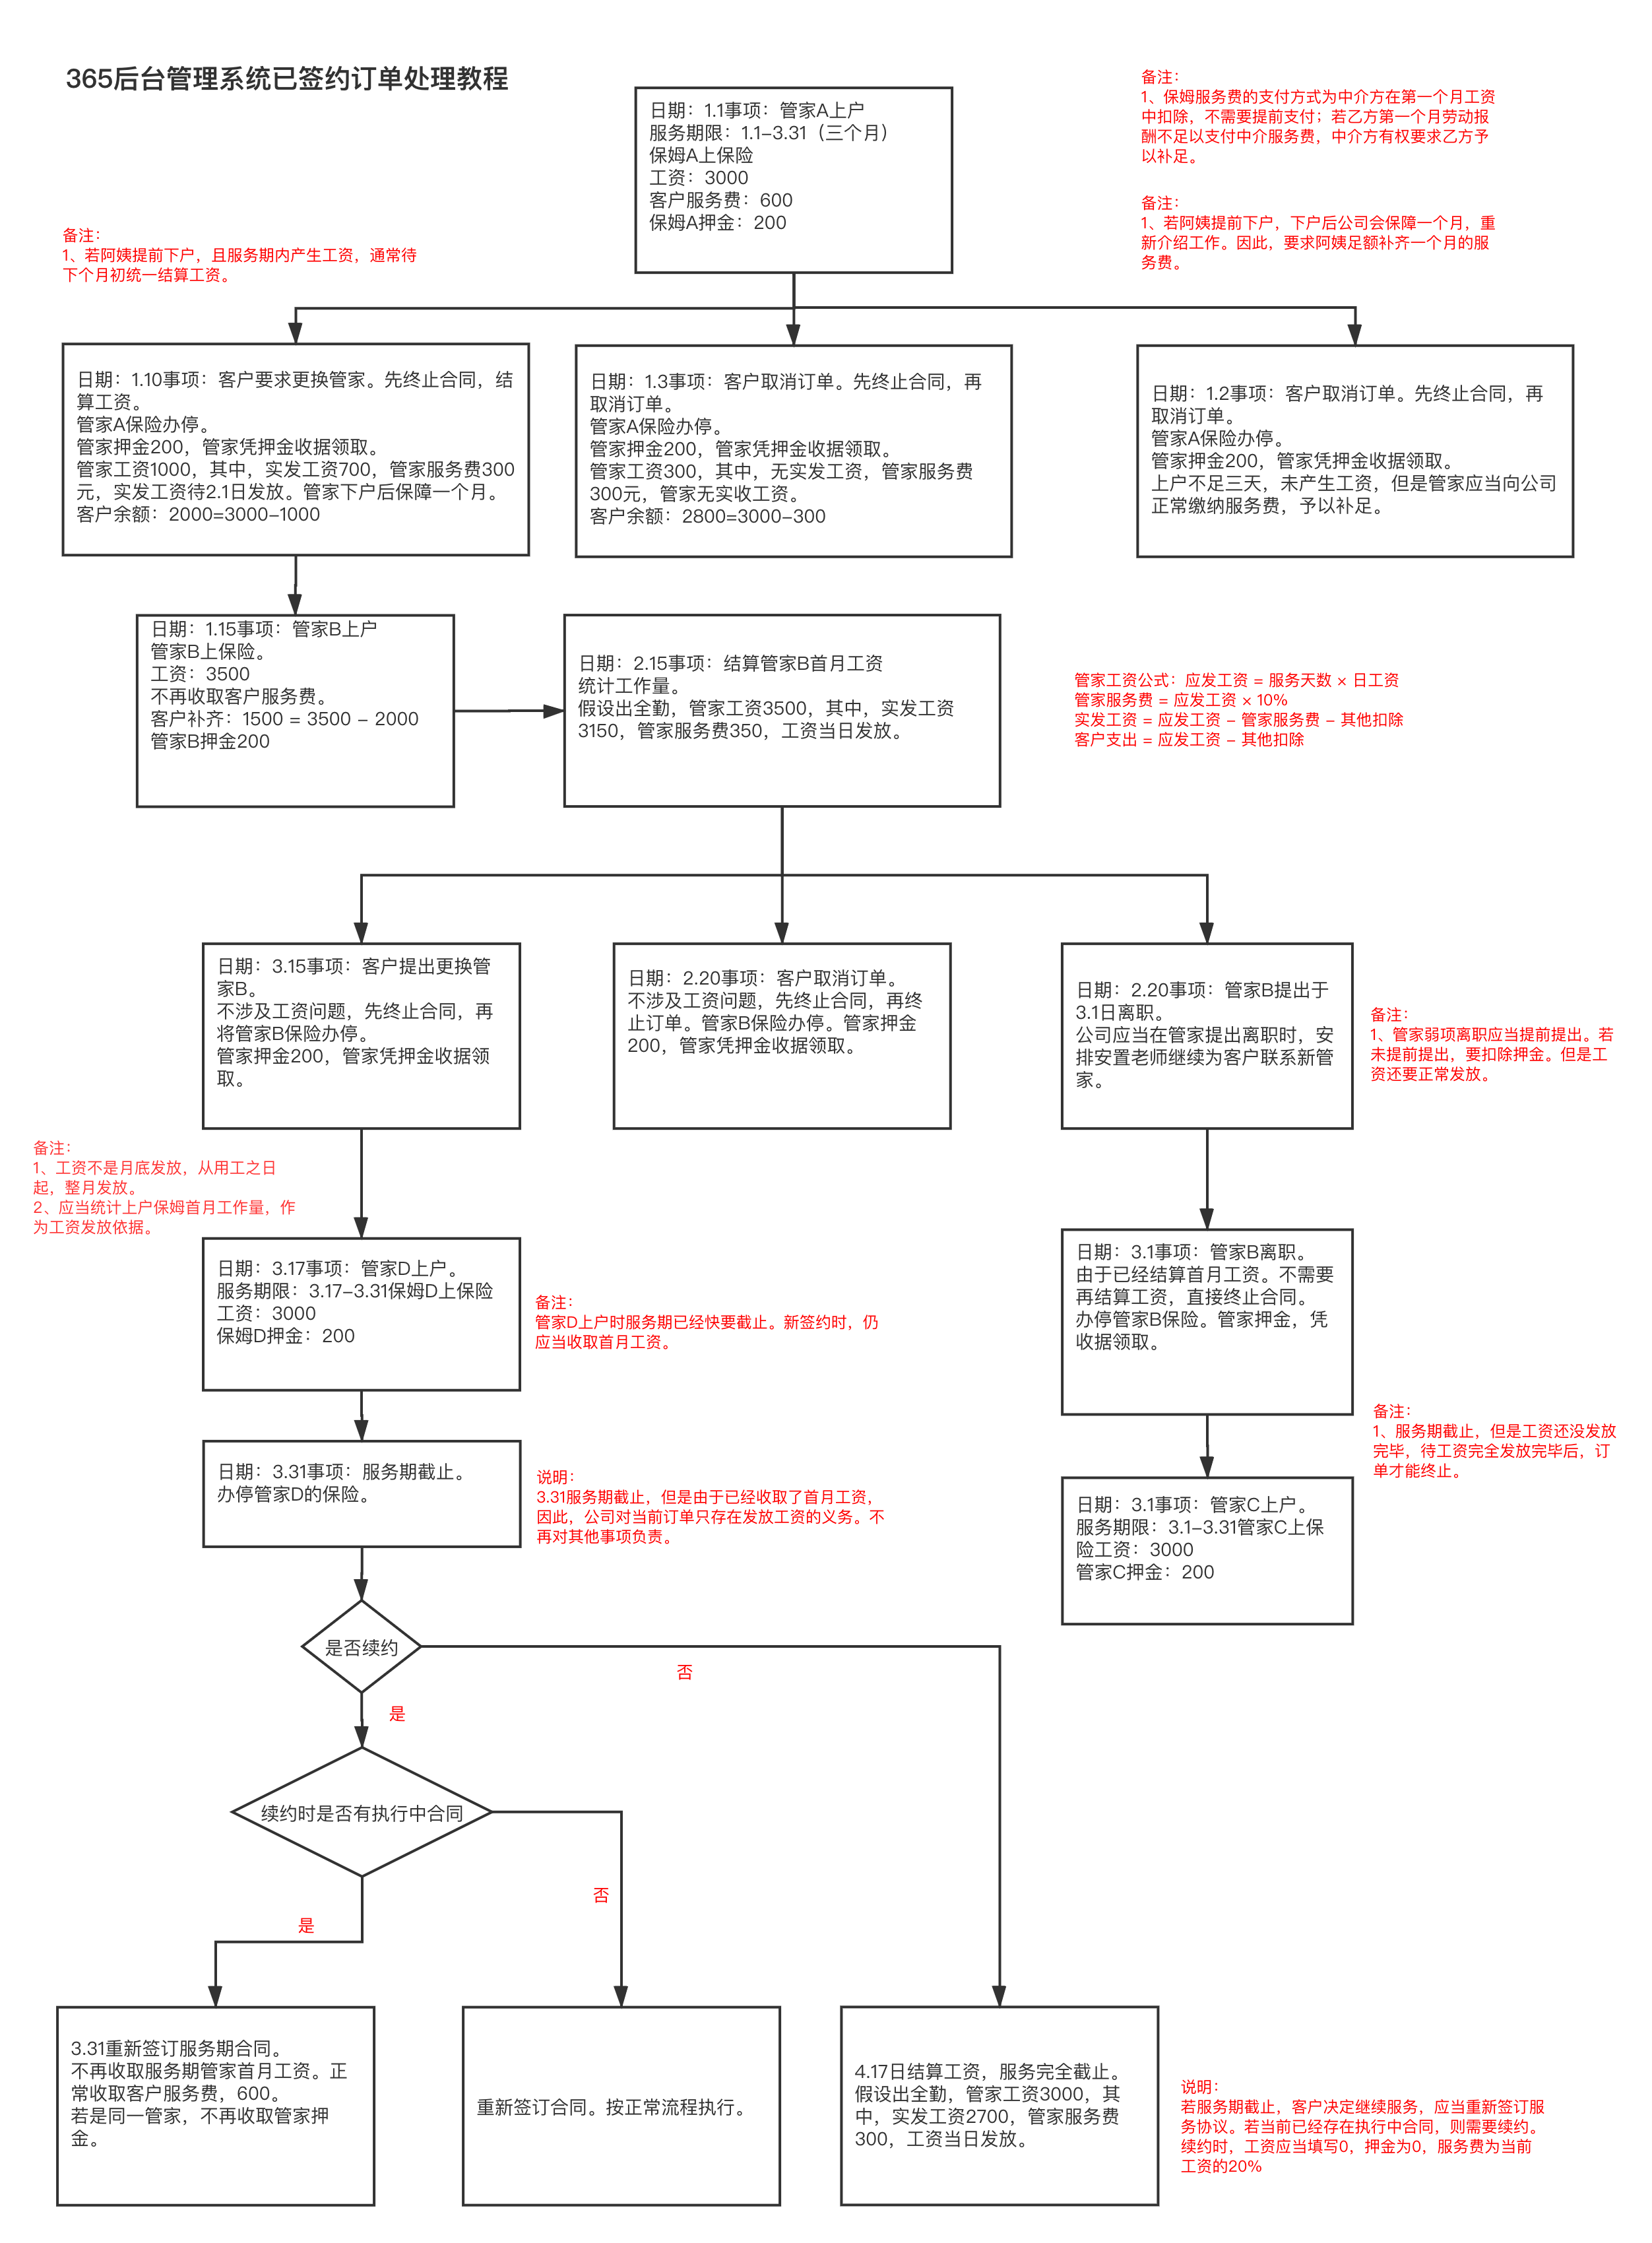 365后台管理系统已签约订单处理教程
日期：1.1事项：管家A上户
服务期限：1.1-3.31（三个月）
保姆A上保险
工资：3000
客户服务费：600
保姆A押金：200
备注：
1、保姆服务费的支付方式为中介方在第一个月工资
中扣除，不需要提前支付；若乙方第一个月劳动报
酬不足以支付中介服务费，中介方有权要求乙方予
以补足。
备注：
1、若阿姨提前下户，下户后公司会保障一个月，重
新介绍工作。因此，要求阿姨足额补齐一个月的服
务费。
备注：
1、若阿姨提前下户，且服务期内产生工资，通常待
下个月初统一结算工资。
日期：1.10事项：客户要求更换管家。先终止合同，结
算工资。
管家A保险办停。
管家押金200，管家凭押金收据领取。
管家工资1000，其中，实发工资700，管家服务费300
元，实发工资待2.1日发放。管家下户后保障一个月。
客户余额：2000=3000-1000
日期：1.3事项：客户取消订单。先终止合同，再
取消订单。
管家A保险办停。
管家押金200，管家凭押金收据领取。
管家工资300，其中，无实发工资，管家服务费
300元，管家无实收工资。
客户余额：2800=3000-300
日期：1.2事项：客户取消订单。先终止合同，再
取消订单。
管家A保险办停。
管家押金200，管家凭押金收据领取。
上户不足三天，未产生工资，但是管家应当向公司
正常缴纳服务费，予以补足。
日期：1.15事项：管家B上户
管家B上保险。
工资：3500
不再收取客户服务费。
客户补齐：1500 = 3500 - 2000
管家B押金200
日期：2.15事项：结算管家B首月工资
统计工作量。
假设出全勤，管家工资3500，其中，实发工资
3150，管家服务费350，工资当日发放。
管家工资公式：应发工资 = 服务天数 × 日工资
管家服务费 = 应发工资 × 10%
实发工资 = 应发工资 - 管家服务费 - 其他扣除
客户支出 = 应发工资 - 其他扣除
日期：3.15事项：客户提出更换管
家B。
不涉及工资问题，先终止合同，再
将管家B保险办停。
管家押金200，管家凭押金收据领
取。
日期：2.20事项：客户取消订单。
不涉及工资问题，先终止合同，再终
止订单。管家B保险办停。管家押金
200，管家凭押金收据领取。
日期：2.20事项：管家B提出于
3.1日离职。
公司应当在管家提出离职时，安
排安置老师继续为客户联系新管
家。
备注：
1、管家弱项离职应当提前提出。若
未提前提出，要扣除押金。但是工
资还要正常发放。
备注：
1、工资不是月底发放，从用工之日
起，整月发放。
2、应当统计上户保姆首月工作量，作
为工资发放依据。
日期：3.17事项：管家D上户。
服务期限：3.17-3.31保姆D上保险
工资：3000
保姆D押金：200
备注：
管家D上户时服务期已经快要截止。新签约时，仍
应当收取首月工资。
日期：3.1事项：管家B离职。
由于已经结算首月工资。不需要
再结算工资，直接终止合同。
办停管家B保险。管家押金，凭
收据领取。
备注：
1、服务期截止，但是工资还没发放
完毕，待工资完全发放完毕后，订
单才能终止。
日期：3.31事项：服务期截止。
办停管家D的保险。
说明：
3.31服务期截止，但是由于已经收取了首月工资，
因此，公司对当前订单只存在发放工资的义务。不
再对其他事项负责。
日期：3.1事项：管家C上户。
服务期限：3.1-3.31管家C上保
险工资：3000
管家C押金：200
是否续约
否
是
续约时是否有执行中合同
否
是
3.31重新签订服务期合同。
不再收取服务期管家首月工资。正
常收取客户服务费，600。
若是同一管家，不再收取管家押
金。
重新签订合同。按正常流程执行。
4.17日结算工资，服务完全截止。
假设出全勤，管家工资3000，其
中，实发工资2700，管家服务费
300，工资当日发放。
说明：
若服务期截止，客户决定继续服务，应当重新签订服
务协议。若当前已经存在执行中合同，则需要续约。
续约时，工资应当填写0，押金为0，服务费为当前
工资的20%